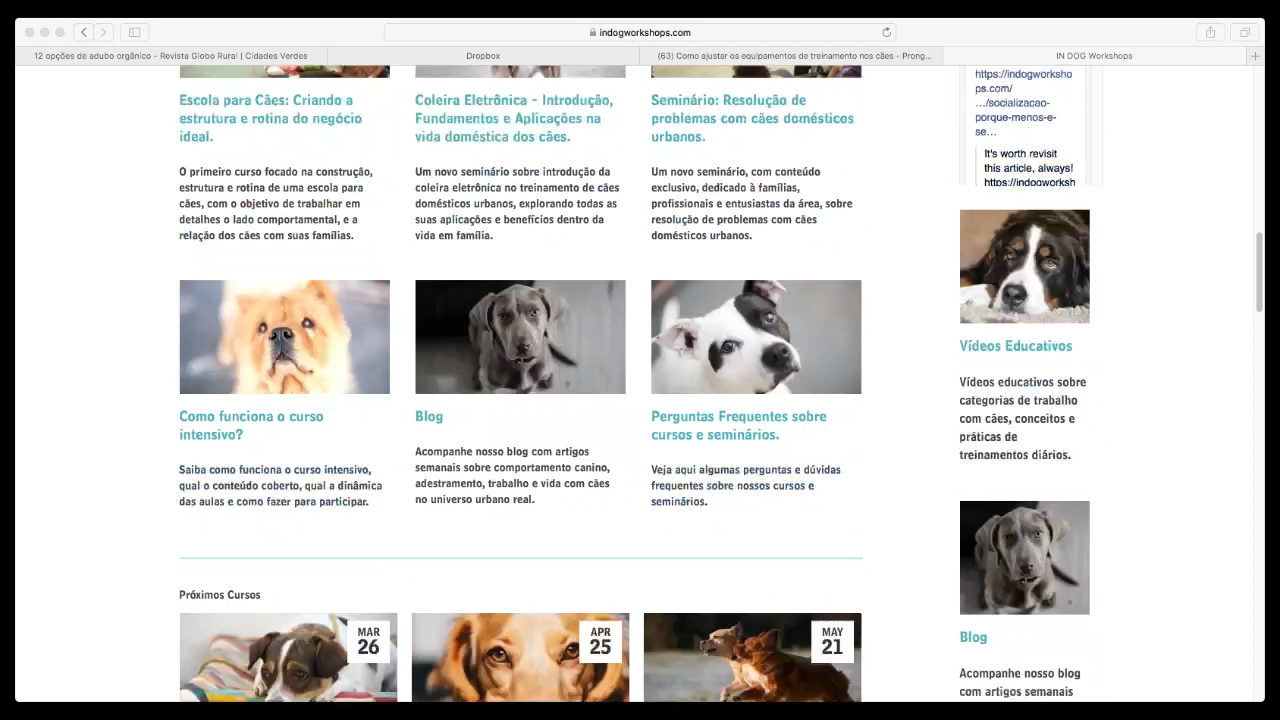 indogworkshops.com
12 opções de adubo orgânico - Revista Globo Rural | Cidades Verdes
Dropbox
(63) Como ajustar os equipamentos de treinamento nos cães - Prong...
IN DOG Workshops
Escola para Cães: Criando a
estrutura e rotina do negócio
ideal.
O primeiro curso focado na construção,
estrutura e rotina de uma escola para
cães, com o objetivo de trabalhar em
detalhes o lado comportamental, e a
relação dos cães com suas famílias.
Coleira Eletrônica - Introdução,
Fundamentos e Aplicações na
vida doméstica dos cães.
Um novo seminário sobre introdução da
coleira eletrônica no treinamento de cães
domésticos urbanos, explorando todas as
suas aplicações e benefícios dentro da
vida em família.
Seminário: Resolução de
problemas com cães domésticos
urbanos.
Um novo seminário, com conteúdo
exclusivo, dedicado à famílias,
profissionais e entusiastas da área, sobre
resolução de problemas com cães
domésticos urbanos.
Como funciona o curso
intensivo?
Saiba como funciona o curso intensivo,
qual o conteúdo coberto, qual a dinâmica
das aulas e como fazer para participar.
Blog
Acompanhe nosso blog com artigos
semanais sobre comportamento canino,
adestramento, trabalho e vida com cães
no universo urbano real.
Perguntas Frequentes sobre
cursos e seminários.
Veja aqui algumas perguntas e dúvidas
frequentes sobre nossos cursos e
seminários.
Próximos Cursos
MAR
26
APR
25
MAY
21
https://indogworksho
ps.com/
…/socializacao-
porque-menos-e-
se…
It's worth revisit
this article, always!
https://indogworksh
Vídeos Educativos
Vídeos educativos sobre
categorias de trabalho
com cães, conceitos e
práticas de
treinamentos diários.
Blog
Acompanhe nosso blog
com artigos semanais